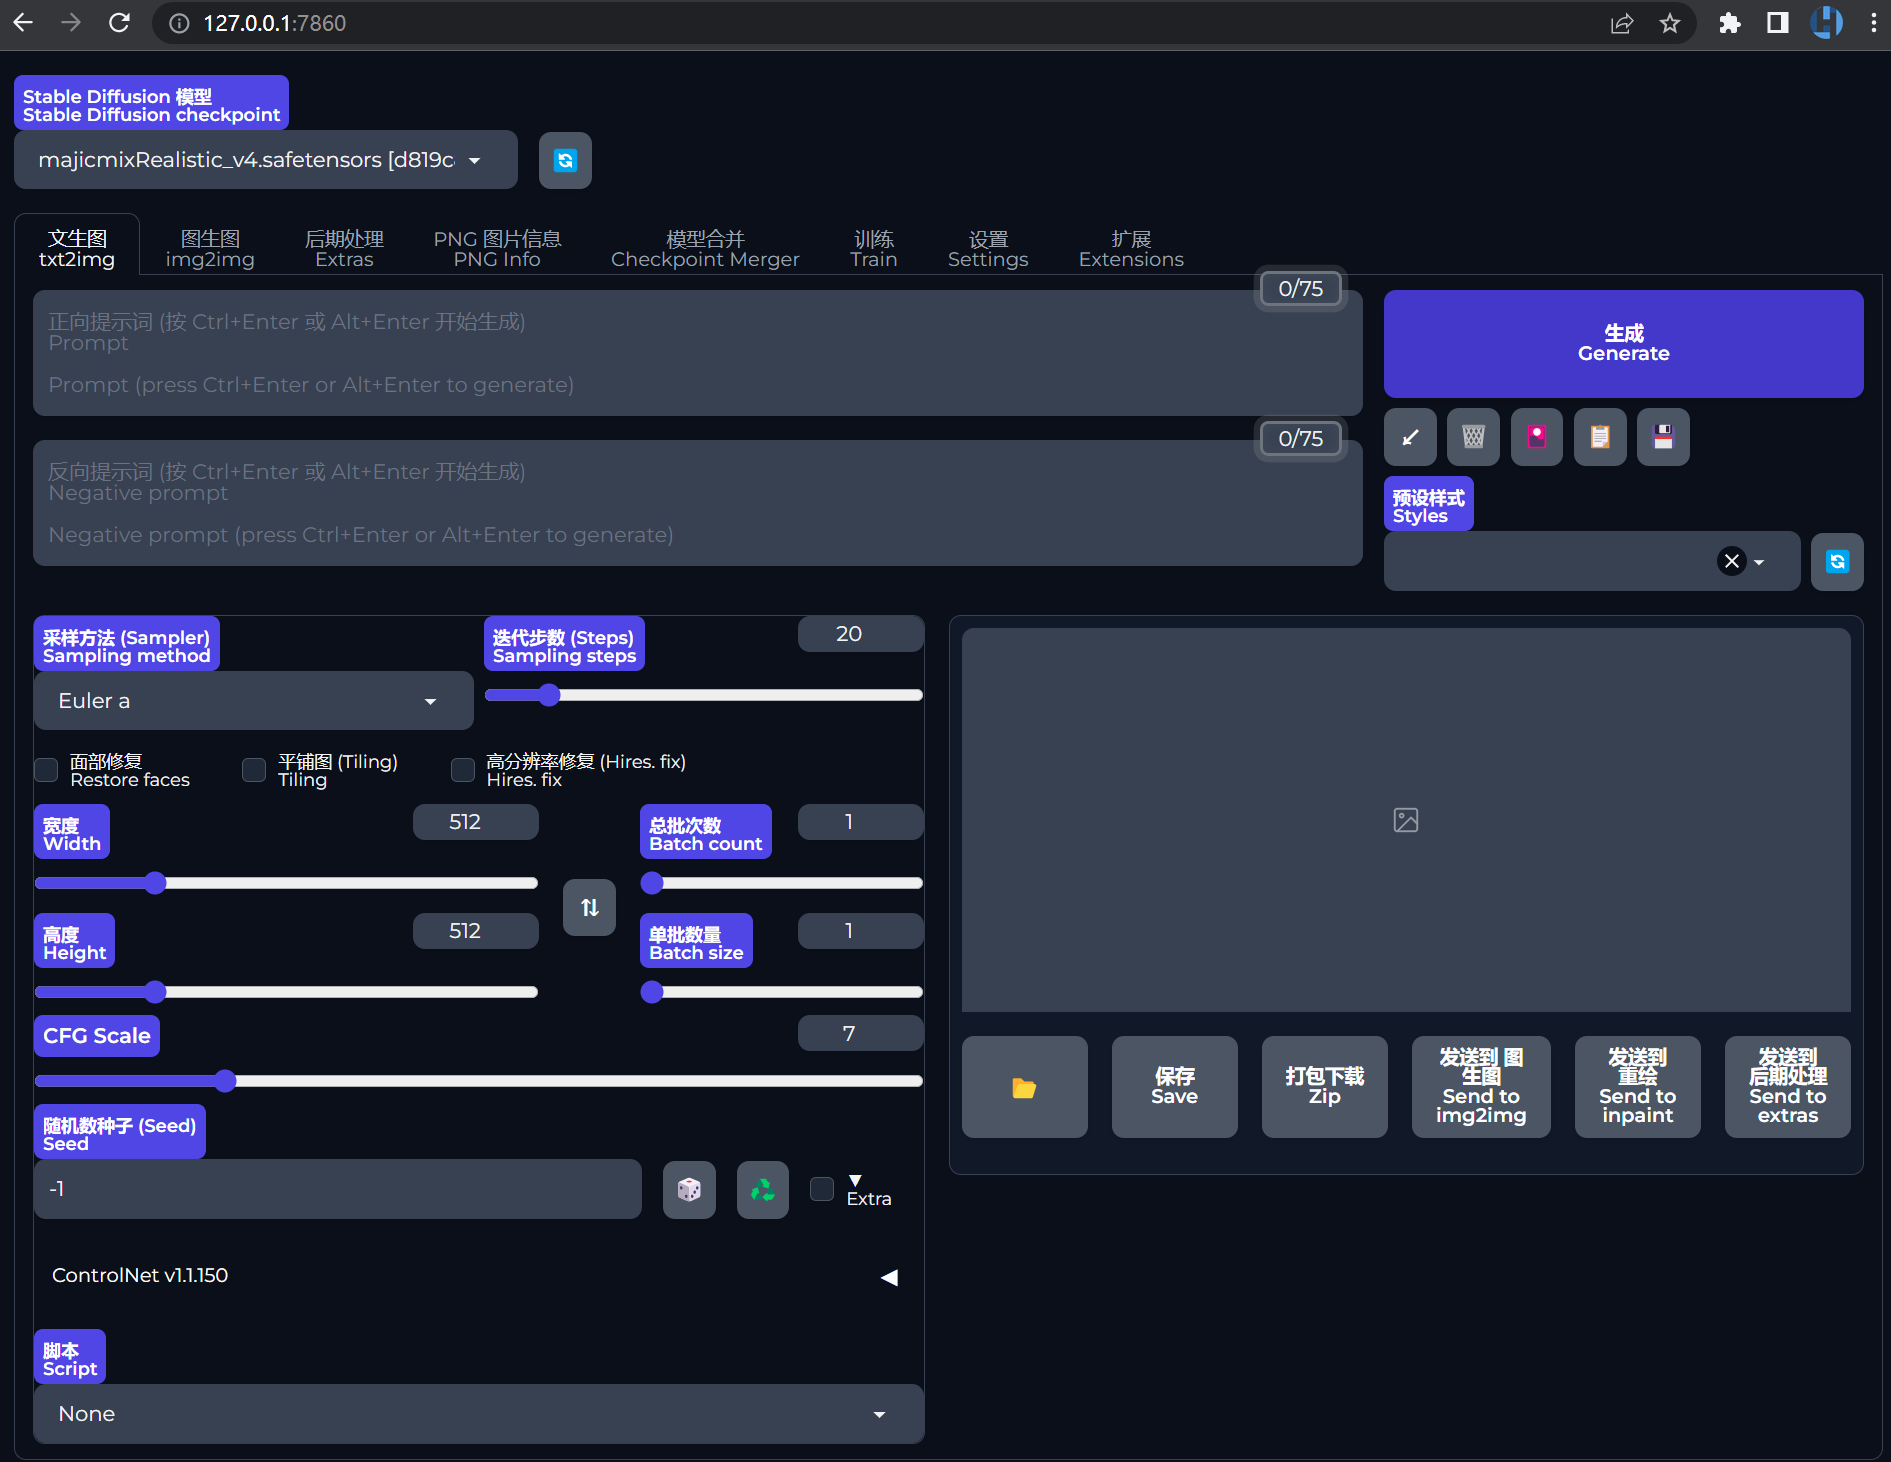 127.0.0.1:7860
Stable Diffusion 模型
Stable Diffusion checkpoint
majicmixRealistic_v4.safetensors [d819c
文生图
txt2img
图生图
img2img
后期处理
Extras
PNG 图片信息
PNG Info
模型合并
Checkpoint Merger
训练
Train
设置
Settings
扩展
Extensions
0/75
正向提示词 (按 Ctrl+Enter 或 Alt+Enter 开始生成)
Prompt
Prompt (press Ctrl+Enter or Alt+Enter to generate)
生成
Generate
0/75
反向提示词 (按 Ctrl+Enter 或 Alt+Enter 开始生成)
Negative prompt
Negative prompt (press Ctrl+Enter or Alt+Enter to generate)
预设样式
Styles
采样方法 (Sampler)
Sampling method
Euler a
迭代步数 (Steps)
Sampling steps
20
面部修复
Restore faces
平铺图 (Tiling)
Tiling
高分辨率修复 (Hires. fix)
Hires. fix
宽度
Width
512
总批次数
Batch count
1
高度
Height
512
单批数量
Batch size
1
CFG Scale
7
随机数种子 (Seed)
Seed
-1
▼
Extra
ControlNet v1.1.150
◀
脚本
Script
None
保存
Save
打包下载
Zip
发送到 图
生图
Send to
img2img
发送到
重绘
Send to
inpaint
发送到
后期处理
Send to
extras